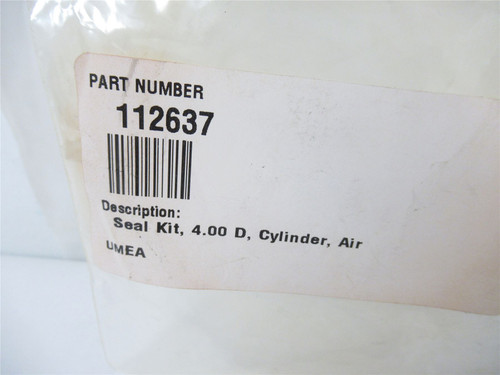 PART NUMBER
112637
Description:
Seal Kit, 4.00 D, Cylinder, Air
UMEA